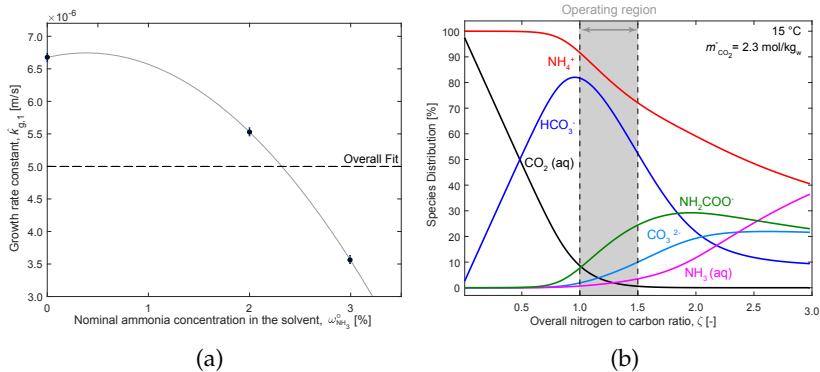 ×10⁻⁶
7.0
6.5
6.0
5.5
5.0
4.5
4.0
3.5
3.0
Growth rate constant, k̇g,1 [m/s]
Overall Fit
0
1
2
3
Nominal ammonia concentration in the solvent, ω°NH₃ [%]
(a)
Operating region
15 °C
m˙CO₂ = 2.3 mol/kgw
NH₄⁺
HCO₃⁻
CO₂ (aq)
NH₂COO⁻
CO₃²⁻
NH₃ (aq)
100
90
80
70
60
50
40
30
20
10
0
Species Distribution [%]
0.5
1.0
1.5
2.0
2.5
3.0
Overall nitrogen to carbon ratio, ζ [-]
(b)